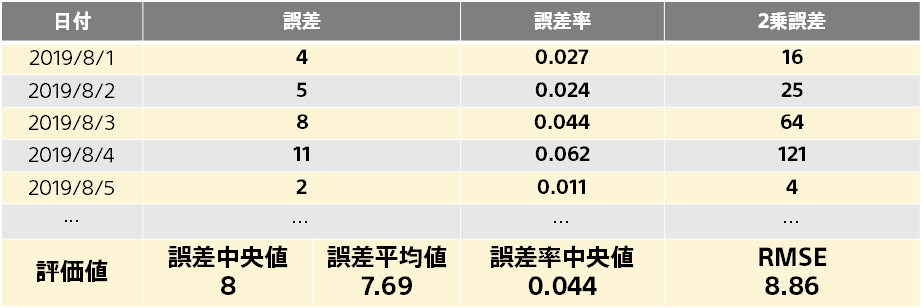 日付 誤差 誤差率 2乗誤差
2019/8/1 4 0.027 16
2019/8/2 5 0.024 25
2019/8/3 8 0.044 64
2019/8/4 11 0.062 121
2019/8/5 2 0.011 4
... ... ... ...
評価値 誤差中央値 誤差平均値 誤差率中央値 RMSE
8 7.69 0.044 8.86